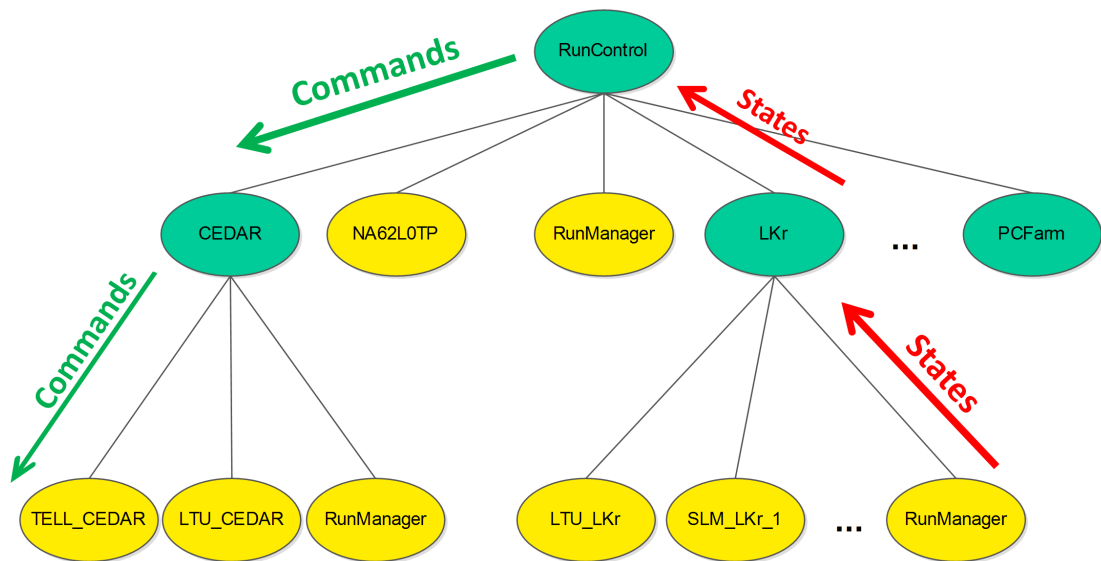 RunControl
Commands
States
CEDAR
NA62L0TP
RunManager
LKr
...
PCFarm
Commands
States
TELL_CEDAR
LTU_CEDAR
RunManager
LTU_LKr
SLM_LKr_1
...
RunManager